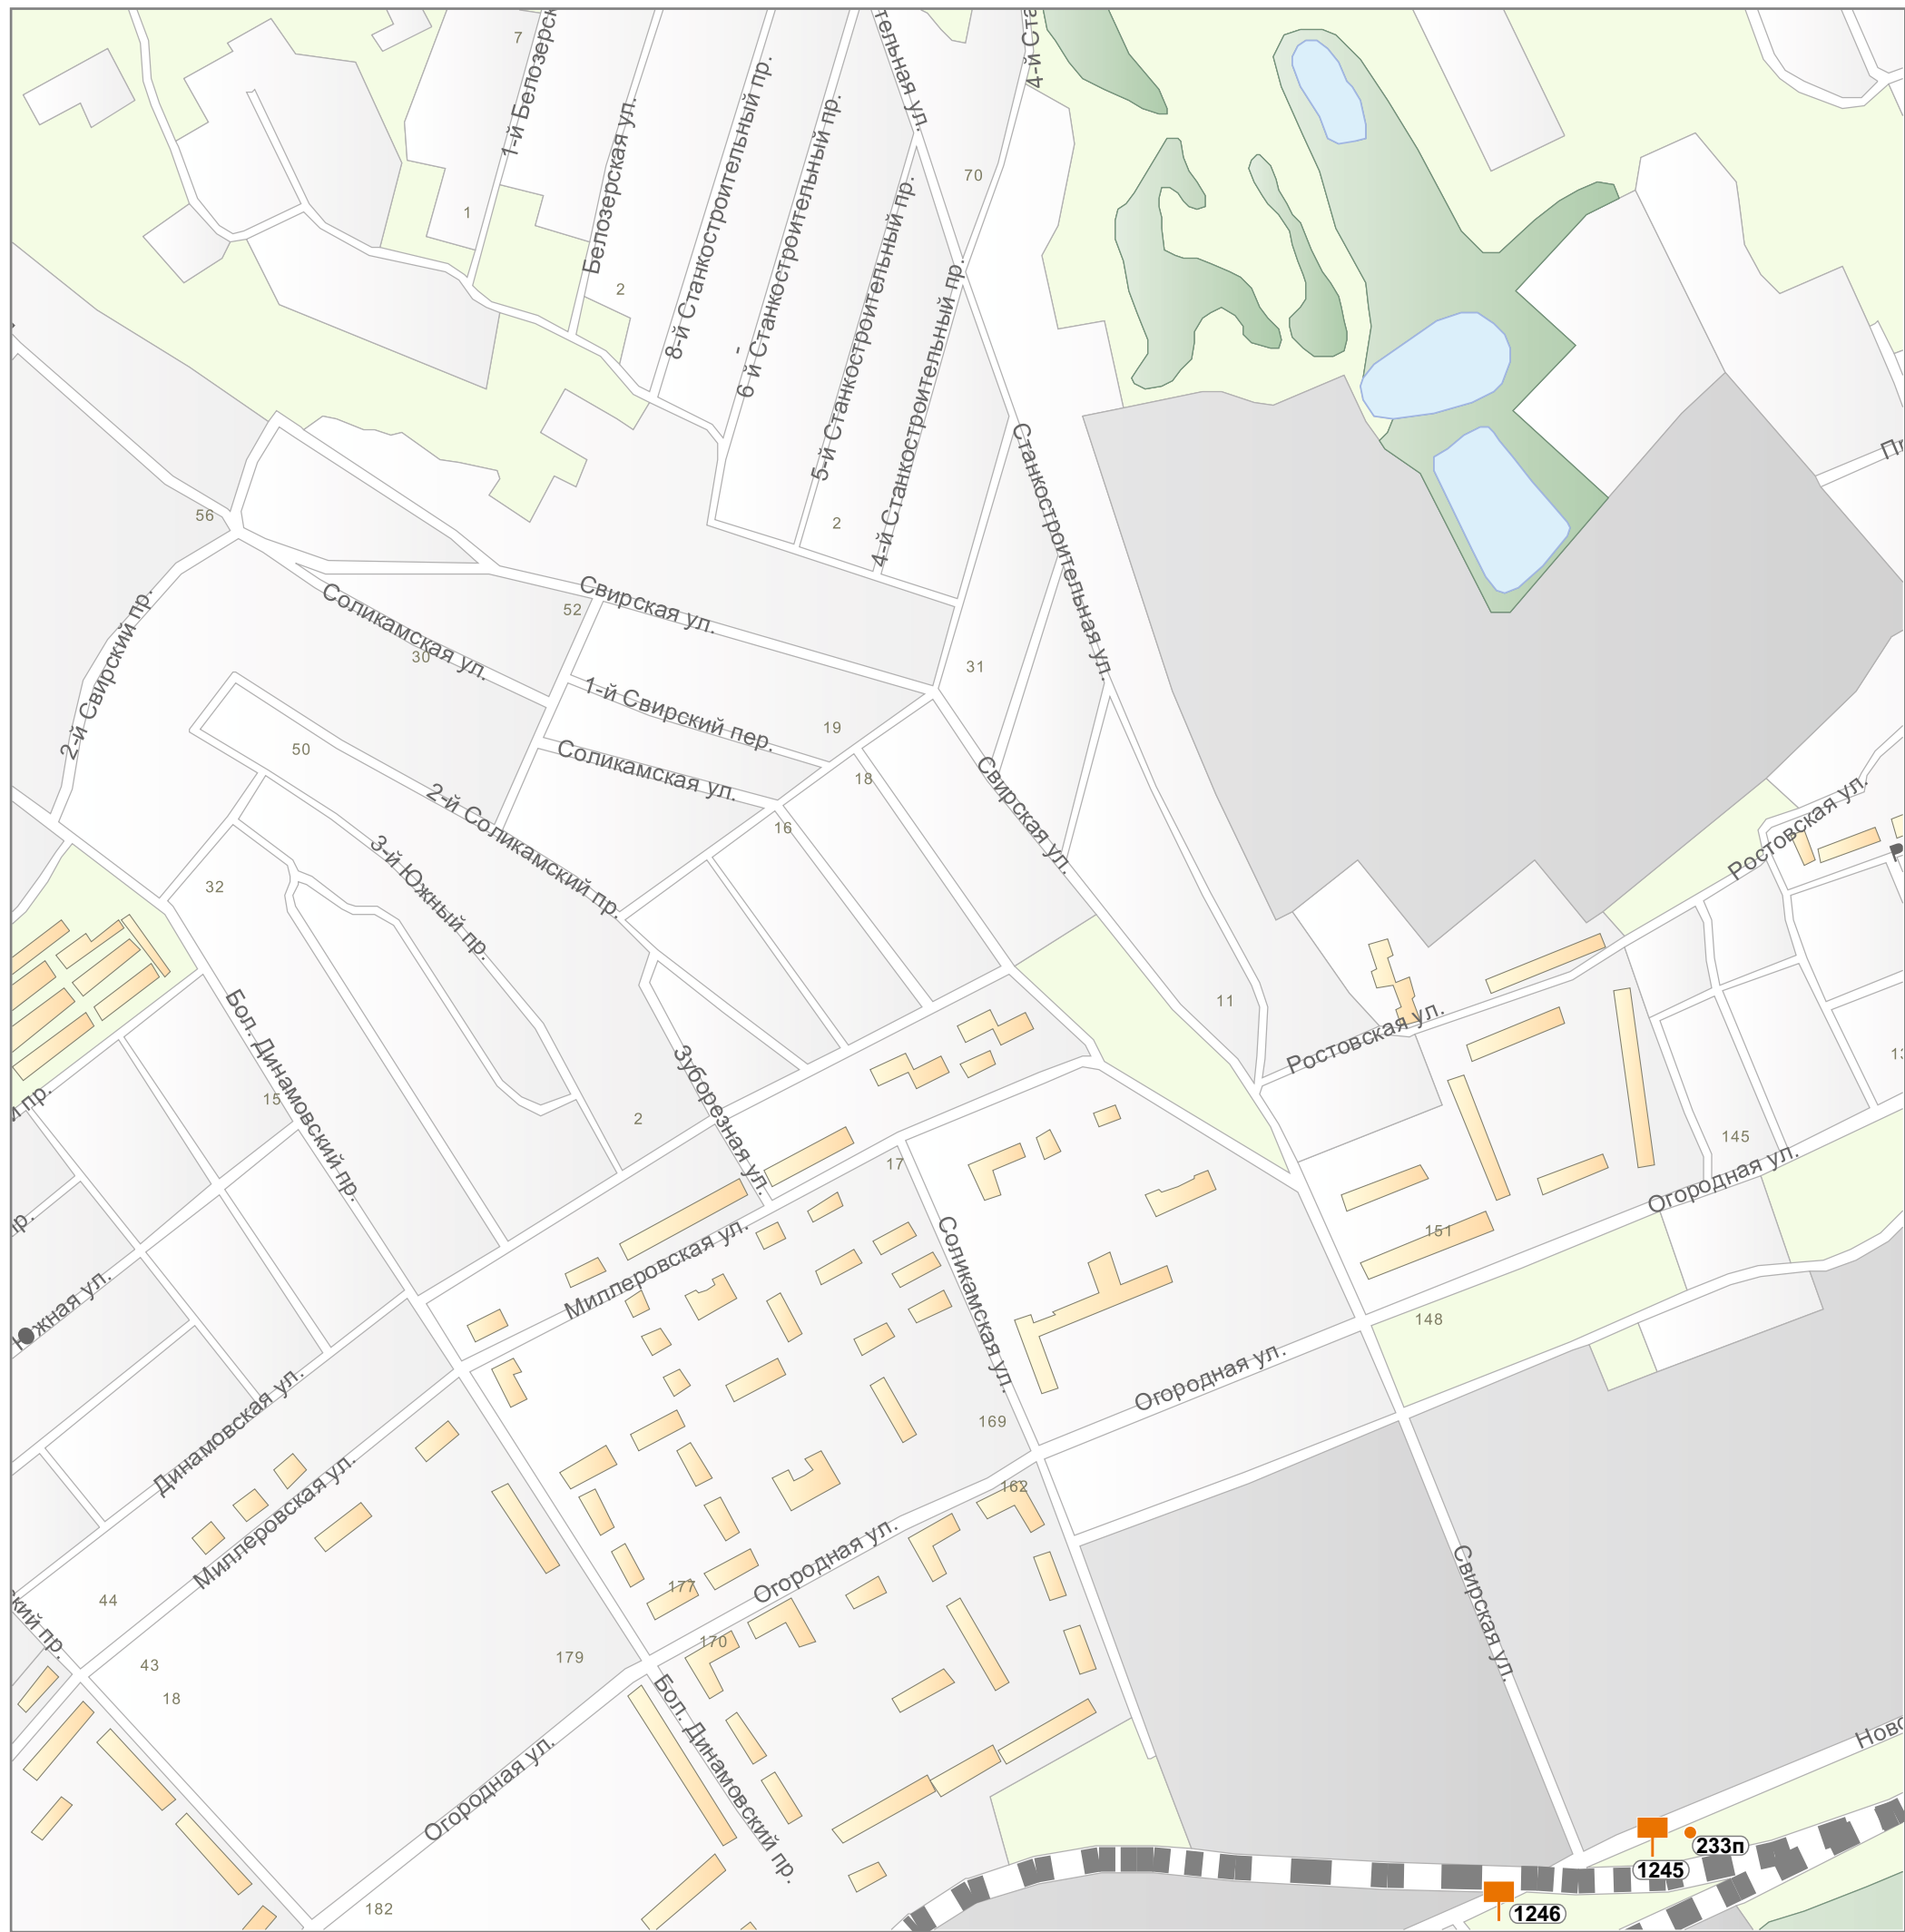 7
1-й Белозерск
тельная ул.
4-й Ст
1
Белозерская ул.
2
8-й Станкостроительный пр.
6 - й Станкостроительный пр.
5-й Станкостроительный пр.
70
4-й Станкостроительный пр.
2
Станкостроительная ул.
56
Свирская ул.
52
Соликамская ул.
30
2-й Свирский пр.
31
1-й Свирский пер.
19
50
Соликамская ул.
18
2-й Соликамский пр.
16
Свирская ул.
Ростовская ул.
3-й Южный пр.
32
11
Ростовская ул.
Бол. Динамовский пр.
15
й пр.
2
Зуборезная ул.
145
17
Огородная ул.
151
Миллеровская ул.
Соликамская ул.
Южная ул.
148
Огородная ул.
169
Динамовская ул.
162
Миллеровская ул.
Огородная ул.
177
44
кий пр.
170
179
43
18
Свирская ул.
Бол. Динамовский пр.
Огородная ул.
Ново
233п
1245
1246
182